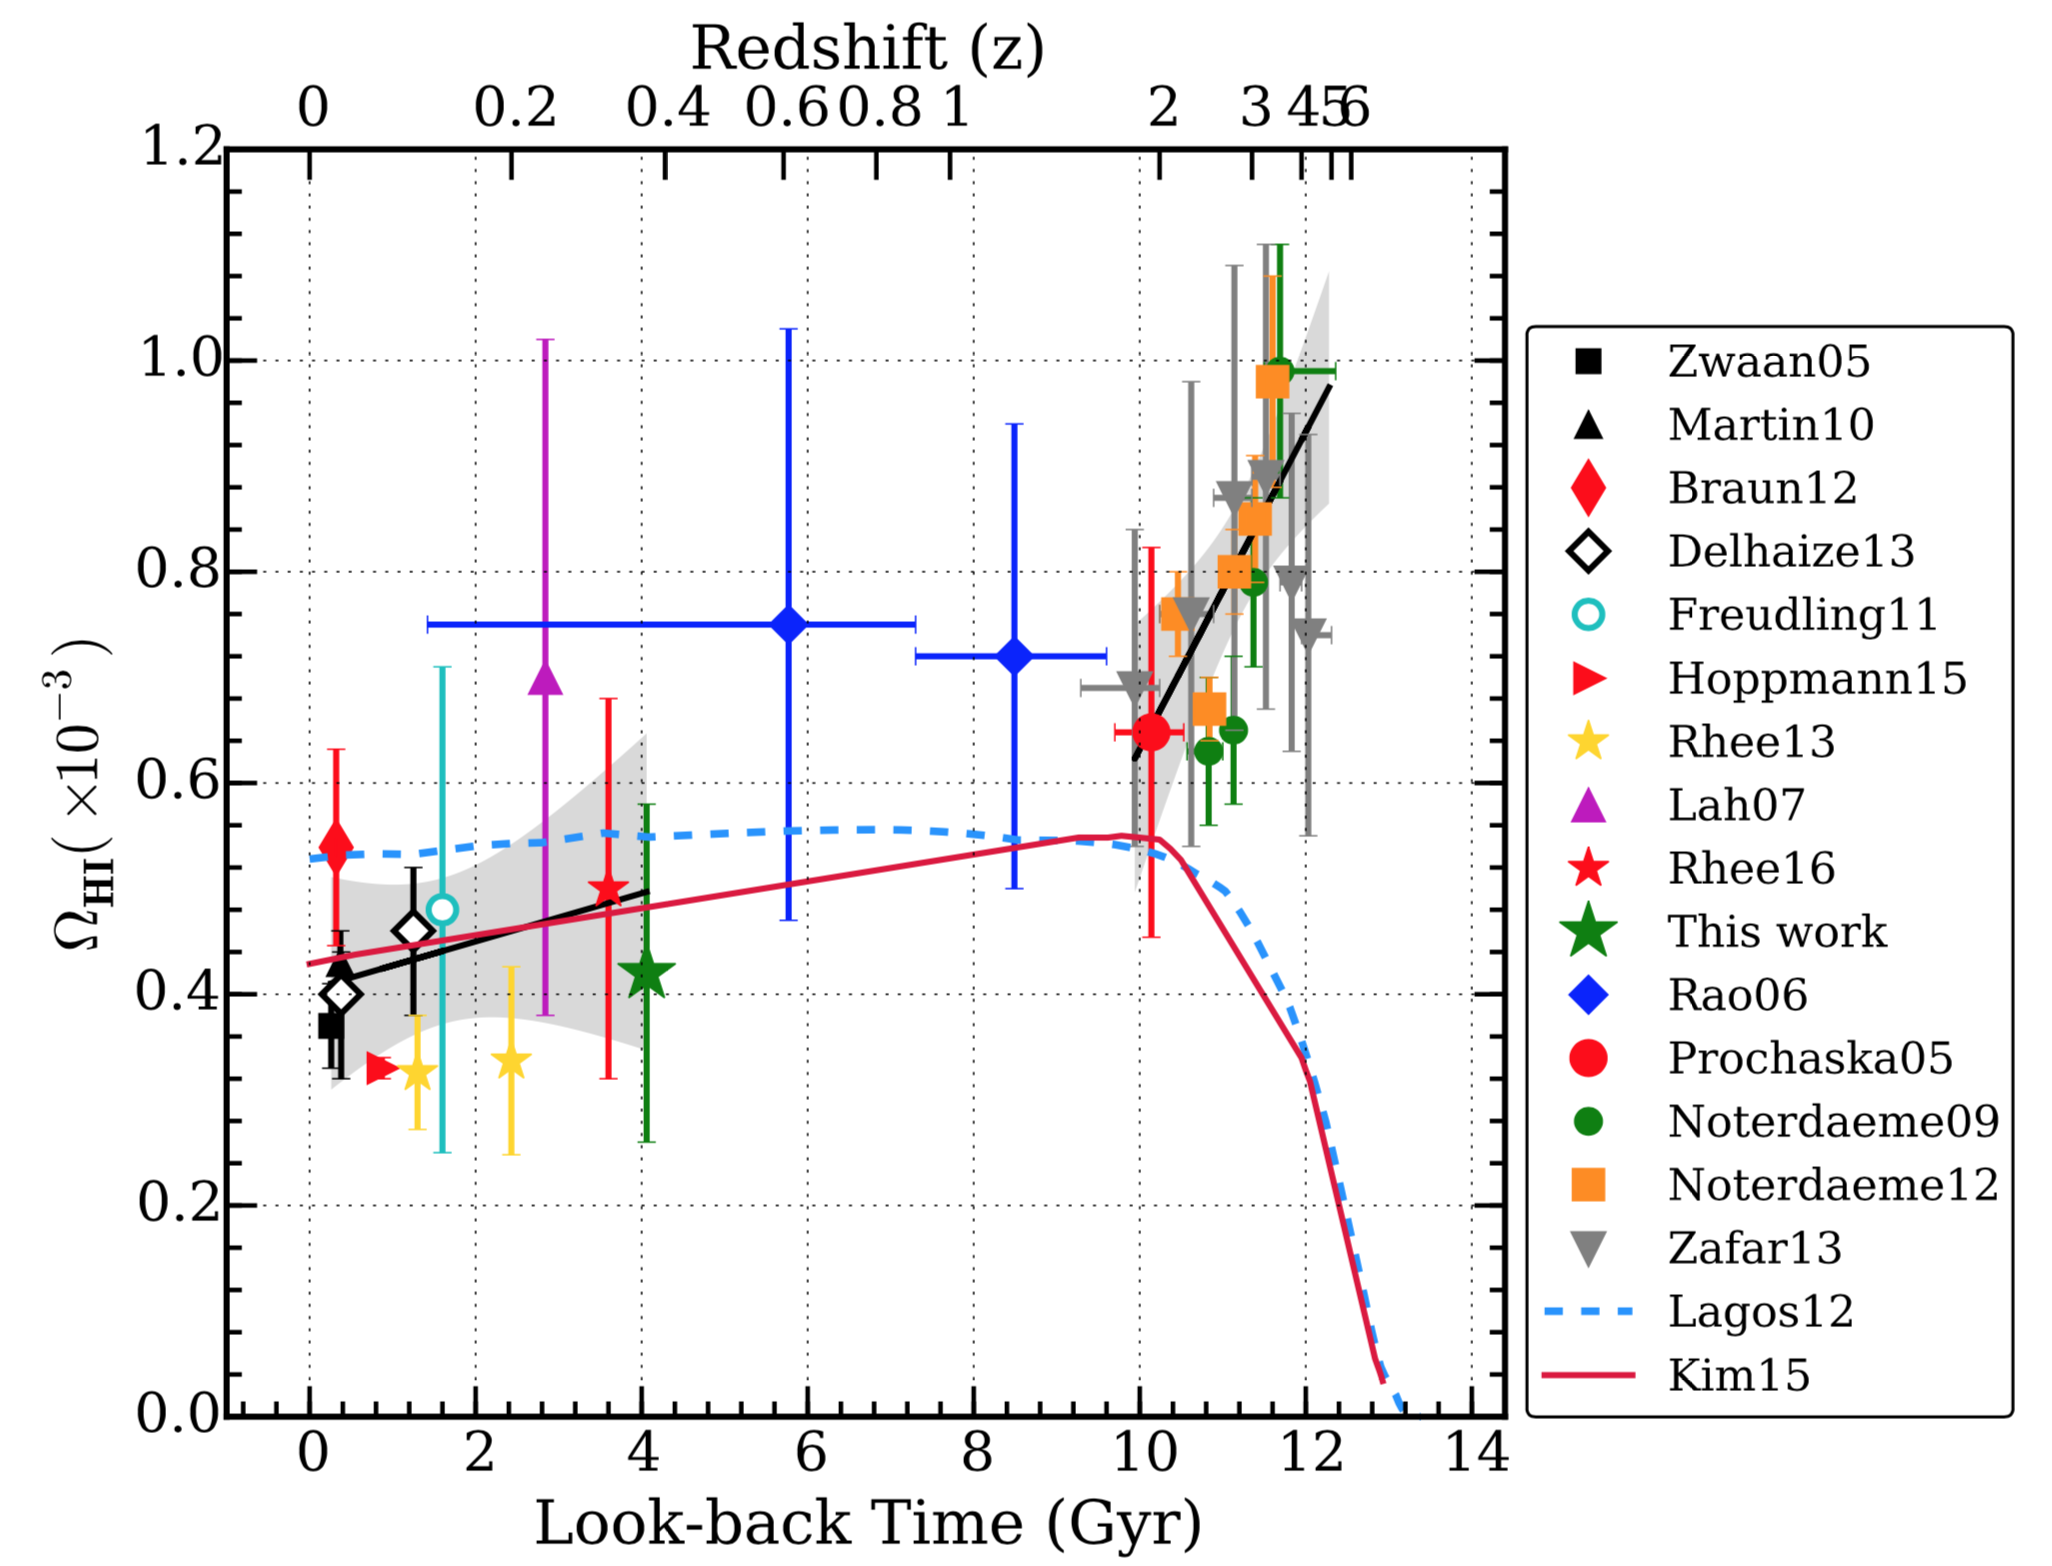 Redshift (z)
0 0.2 0.4 0.6 0.8 1 2 3 4 5 6
1.2
1.0
0.8
0.6
0.4
0.2
0.0
Ω_HI (×10⁻³)
0 2 4 6 8 10 12 14
Look-back Time (Gyr)
Zwaan05
Martin10
Braun12
Delhaize13
Freudling11
Hoppmann15
Rhee13
Lah07
Rhee16
This work
Rao06
Prochaska05
Noterdaeme09
Noterdaeme12
Zafar13
Lagos12
Kim15